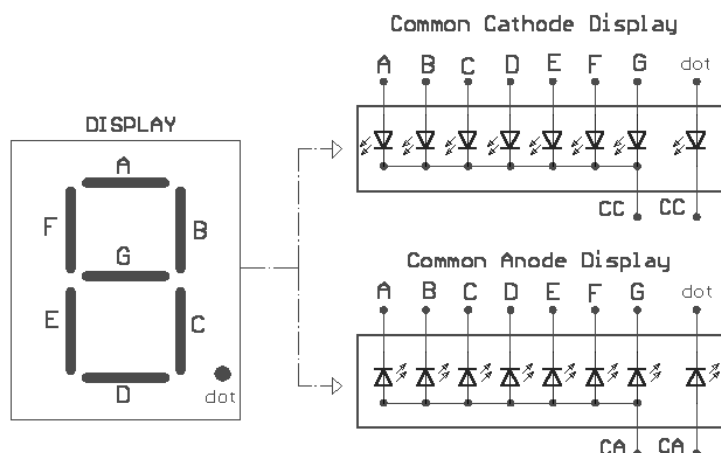 Common Cathode Display
A B C D E F G dot
DISPLAY
A
F
B
G
CC CC
Common Anode Display
A B C D E F G dot
E
C
D
dot
CA CA